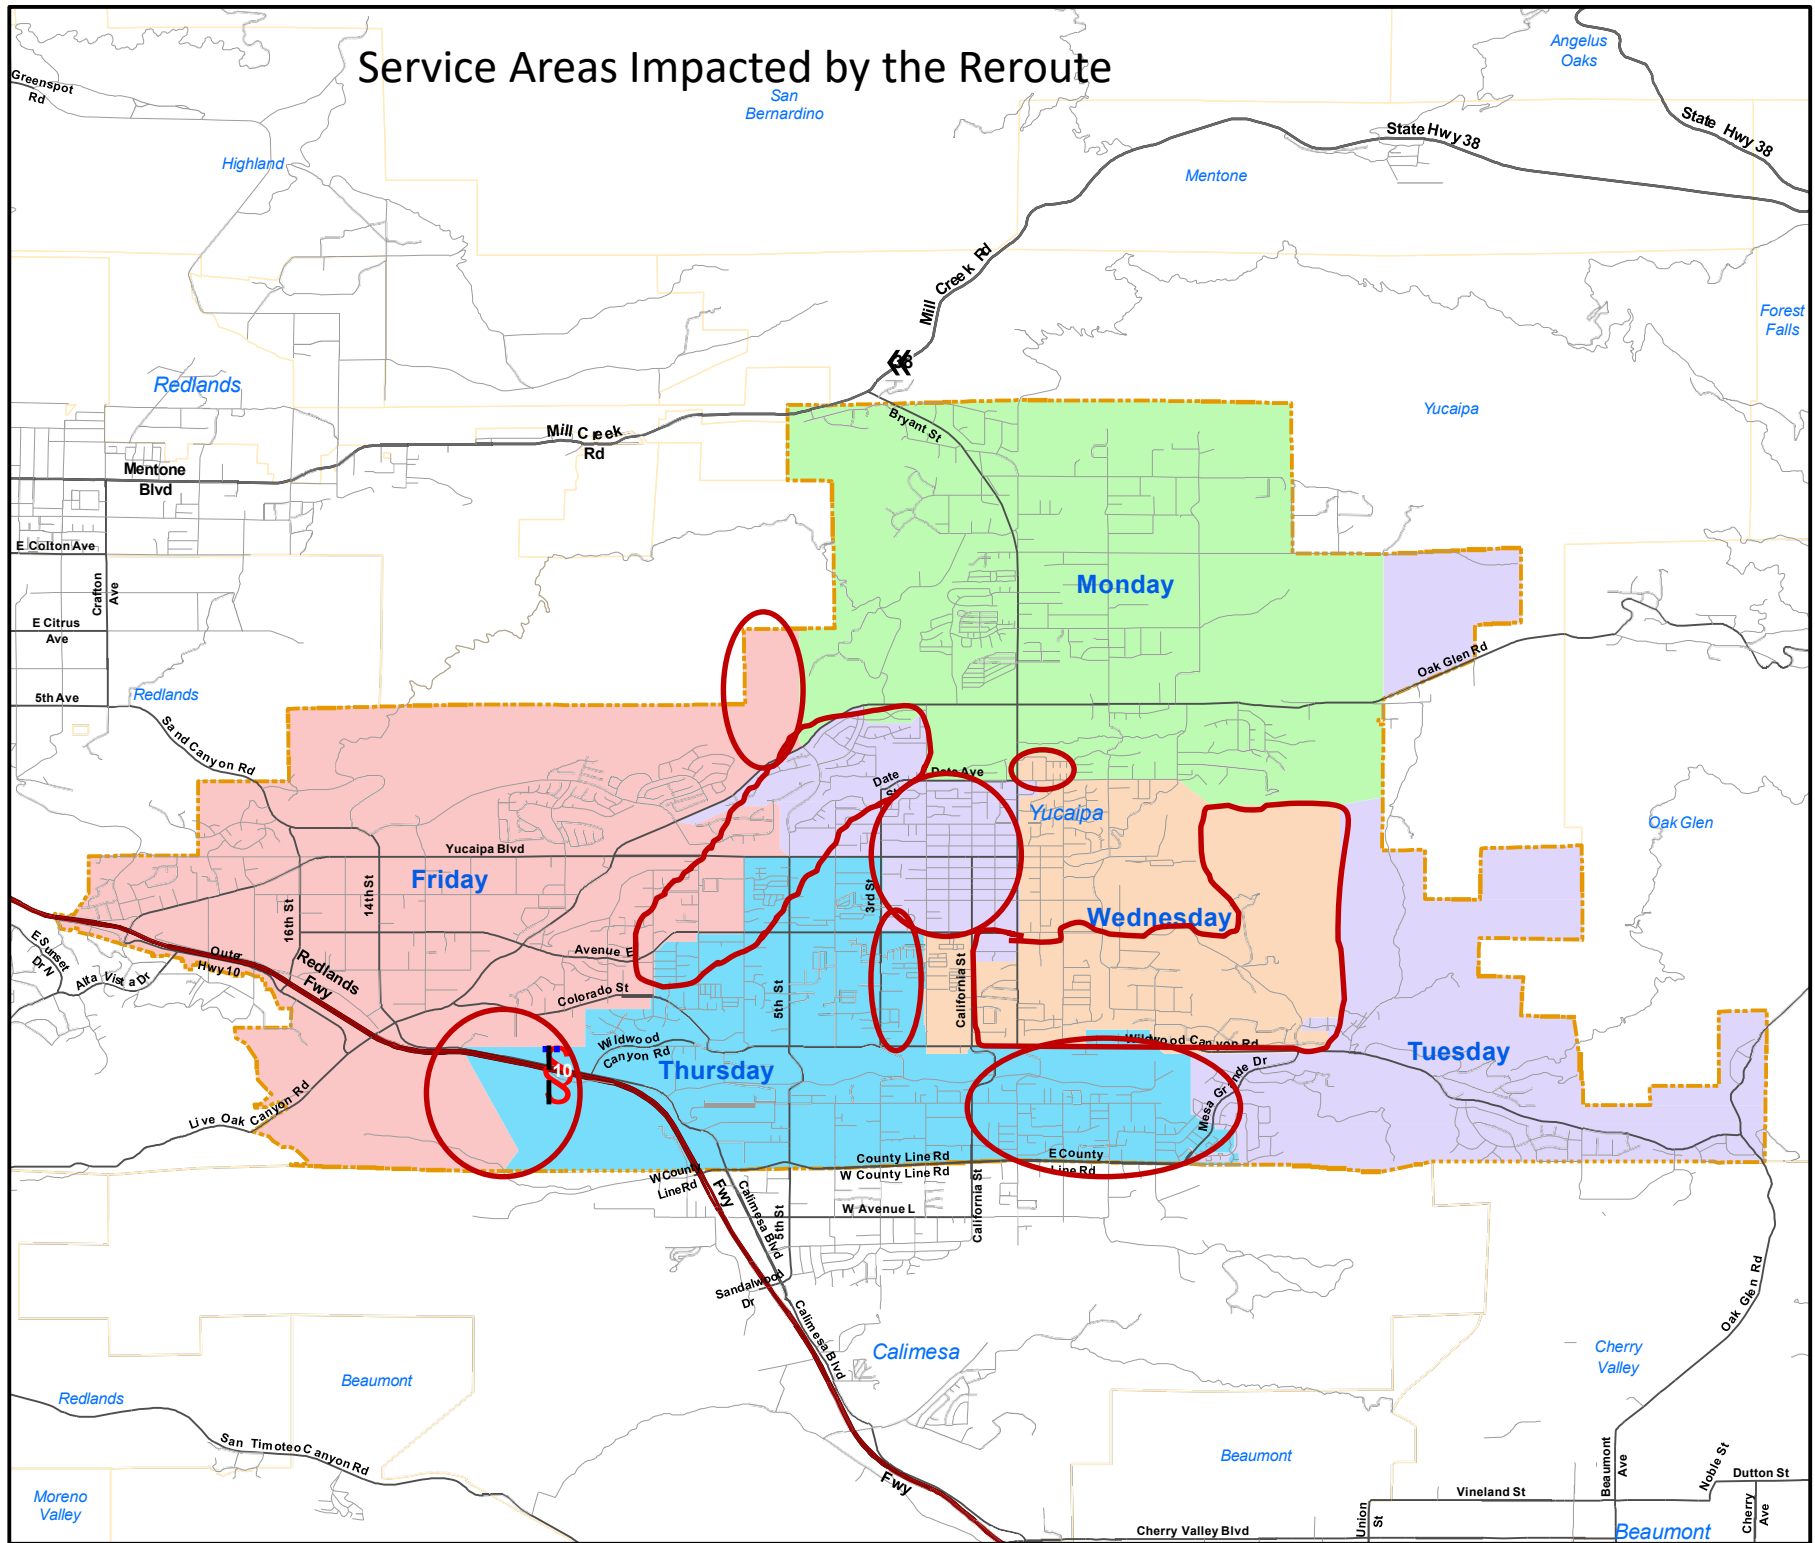 Service Areas Impacted by the Reroute
Angelus
Oaks
Greenspot
Rd
San
Bernardino
State Hwy 38
State Hwy 38
Highland
Mentone
Mill Creek Rd
Forest
Falls
38
Redlands
Yucaipa
Bryant St
Mill Creek
Rd
Mentone
Blvd
E Colton Ave
Crafton
Ave
Monday
E Citrus
Ave
Oak Glen Rd
5th Ave
Redlands
Sand Canyon Rd
Date
St
Date Ave
Yucaipa
Oak Glen
Yucaipa Blvd
Friday
14th St
16th St
3rd St
Wednesday
E Sunset
Dr N
Outer
Hwy 10
Redlands
Fwy
Avenue E
Alta Vista Dr
Colorado St
5th St
California St
Wildwood
Canyon Rd
Wildwood Canyon Rd
Tuesday
10
Thursday
Mesa Grande Dr
Live Oak Canyon Rd
County Line Rd
E County
Line Rd
W County
Line Rd
W County Line Rd
Fwy
Calimesa Blvd
5th St
California St
W Avenue L
Sandalwood
Dr
Calimesa Blvd
Oak Glen Rd
Calimesa
Cherry
Valley
Beaumont
Redlands
San Timoteo Canyon Rd
Beaumont
Beaumont
Ave
Noble St
Dutton St
Fwy
Moreno
Valley
Vineland St
Union
St
Cherry
Ave
Cherry Valley Blvd
Beaumont